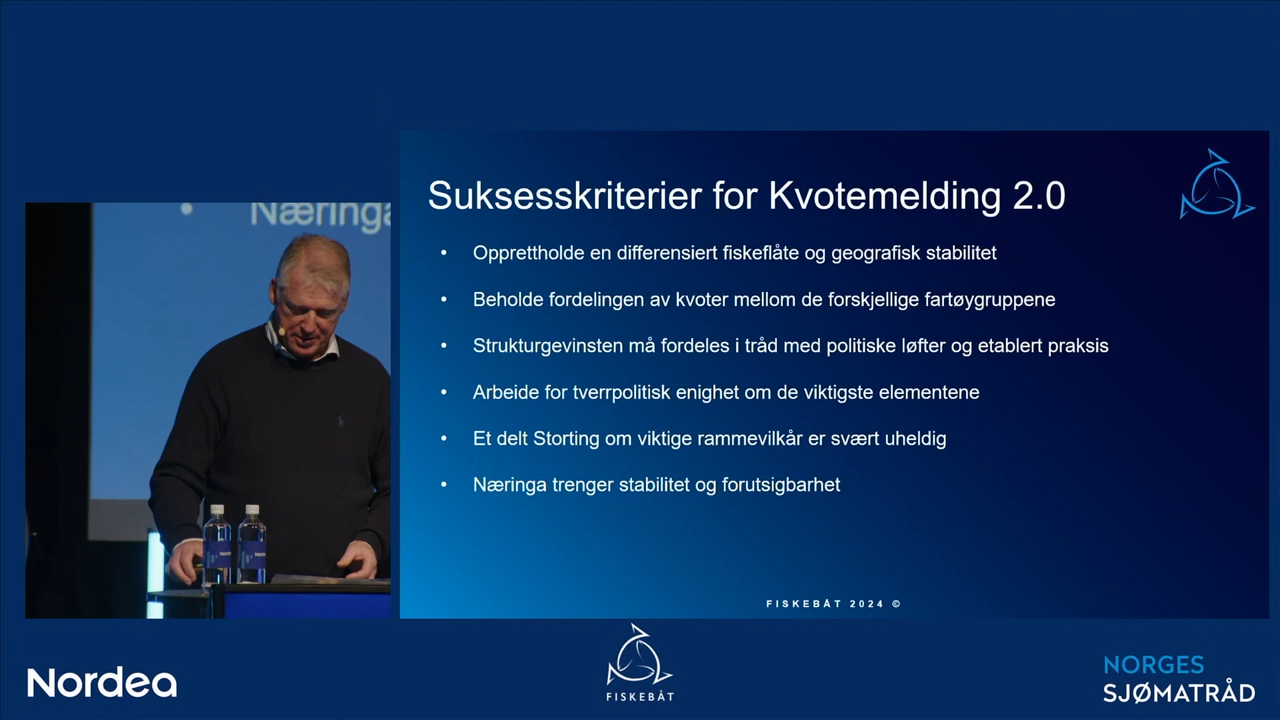 Næringa
Suksesskriterier for Kvotemelding 2.0
• Opprettholde en differensiert fiskeflåte og geografisk stabilitet
• Beholde fordelingen av kvoter mellom de forskjellige fartøygruppene
• Strukturgevinsten må fordeles i tråd med politiske løfter og etablert praksis
• Arbeide for tverrpolitisk enighet om de viktigste elementene
• Et delt Storting om viktige rammevilkår er svært uheldig
• Næringa trenger stabilitet og forutsigbarhet
FISKEBÅT 2024 ©
Nordea
FISKEBÅT
NORGES
SJØMATRÅD